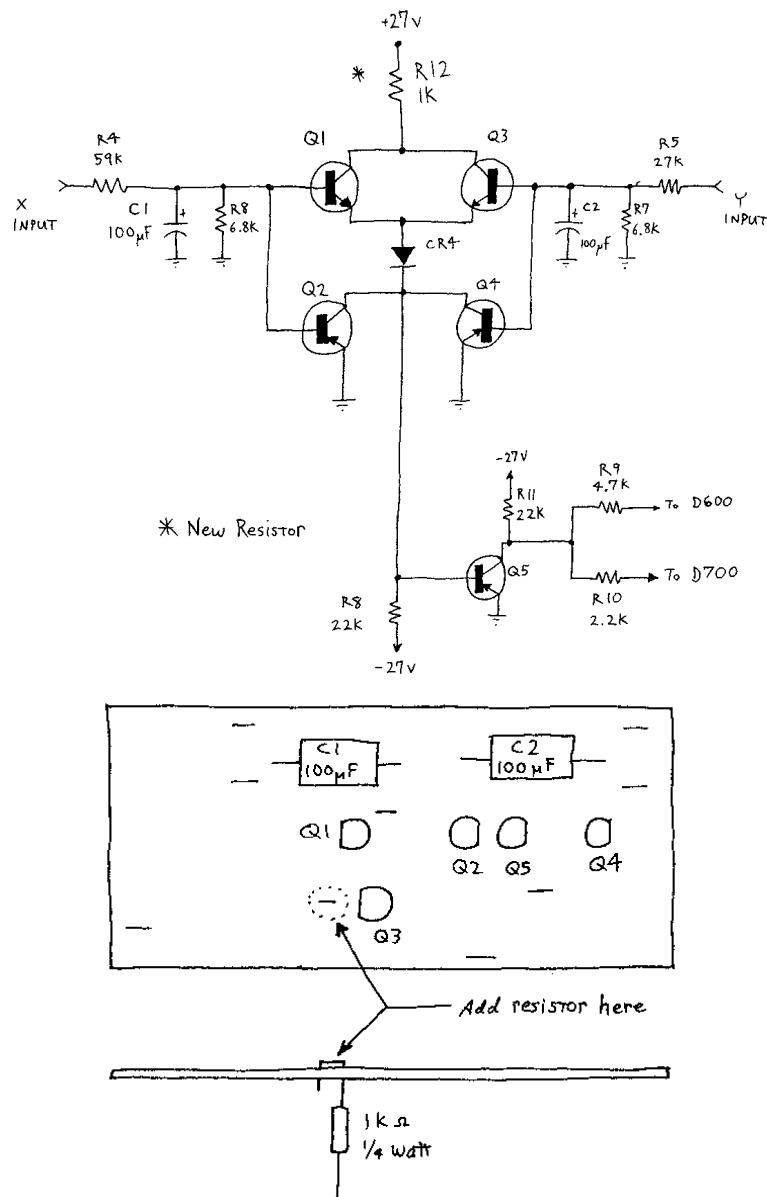 +27V
*
R12
1K
Q1
Q3
R4
59K
R5
27K
X
INPUT
C1
100µF
+
R8
6.8K
+
C2
100µF
R7
6.8K
Y
INPUT
CR4
Q2
Q4
-27V
R11
22K
R9
4.7K
To D600
* New Resistor
Q5
To D700
R10
2.2K
R8
22K
-27V
C1
100µF
C2
100µF
Q1
Q2
Q5
Q4
Q3
Add resistor here
1K Ω
1/4 Watt